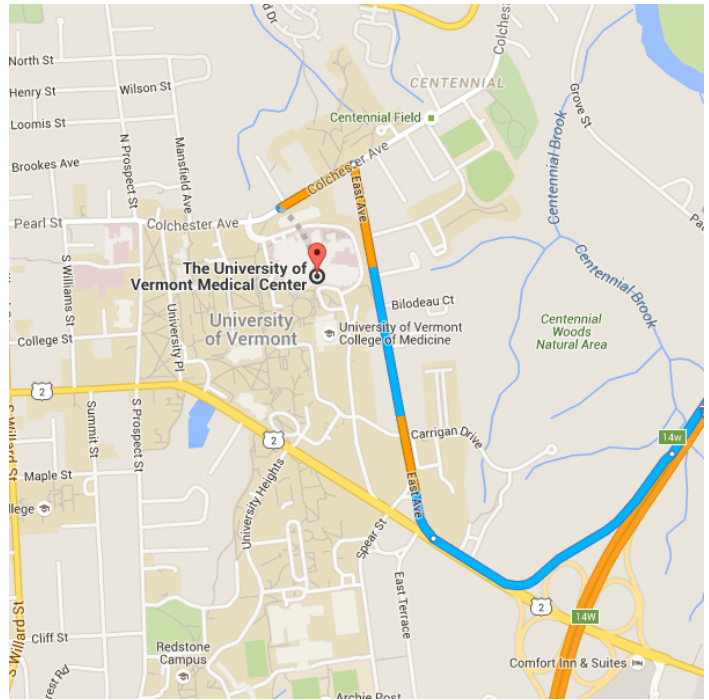 North St
Henry St
Wilson St
Loomis St
Brookes Ave
N Prospect St
Mansfield Ave
Pearl St
Colchester Ave
CENTENNIAL
Centennial Field
Colchester Ave
Colchester
Grove St
Centennial Brook
East Ave
The University of
Vermont Medical Center
S Williams St
College St
University Pl
University
of Vermont
University of Vermont
College of Medicine
Bilodeau Ct
Centennial
Woods
Natural Area
Centennial Brook
2
Summit St
S Prospect St
2
Carrigan Drive
14W
Maple St
llege
University Heights
East Ave
Spear St
East Terrace
2
14W
S Willard St
Cliff St
Redstone
Campus
Comfort Inn & Suites
Archie Post